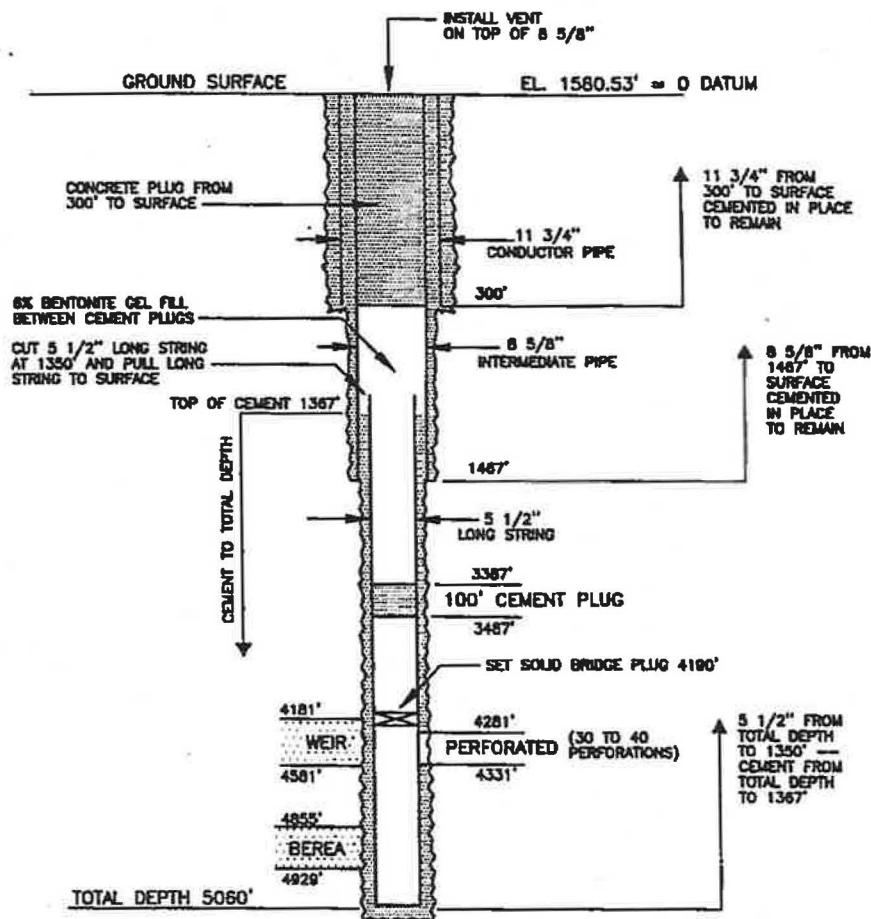 INSTALL VENT
ON TOP OF 8 5/8"
GROUND SURFACE
EL. 1560.53' = 0 DATUM
CONCRETE PLUG FROM
300' TO SURFACE
11 3/4" FROM
300' TO SURFACE
CEMENTED IN PLACE
TO REMAIN
11 3/4"
CONDUCTOR PIPE
300'
6% BENTONITE GEL FILL
BETWEEN CEMENT PLUGS
CUT 5 1/2" LONG STRING
AT 1350' AND PULL LONG
STRING TO SURFACE
8 5/8"
INTERMEDIATE PIPE
8 5/8" FROM
1467' TO
SURFACE
CEMENTED
IN PLACE
TO REMAIN
TOP OF CEMENT 1367'
CEMENT TO TOTAL DEPTH
1467'
5 1/2"
LONG STRING
3387'
100' CEMENT PLUG
3487'
SET SOLID BRIDGE PLUG 4190'
4181'
WEIR
4581'
4281'
PERFORATED (30 TO 40
PERFORATIONS)
4331'
5 1/2" FROM
TOTAL DEPTH
TO 1350' —
CEMENT FROM
TOTAL DEPTH
TO 1367'
4855'
BEREA
4929'
TOTAL DEPTH 5060'